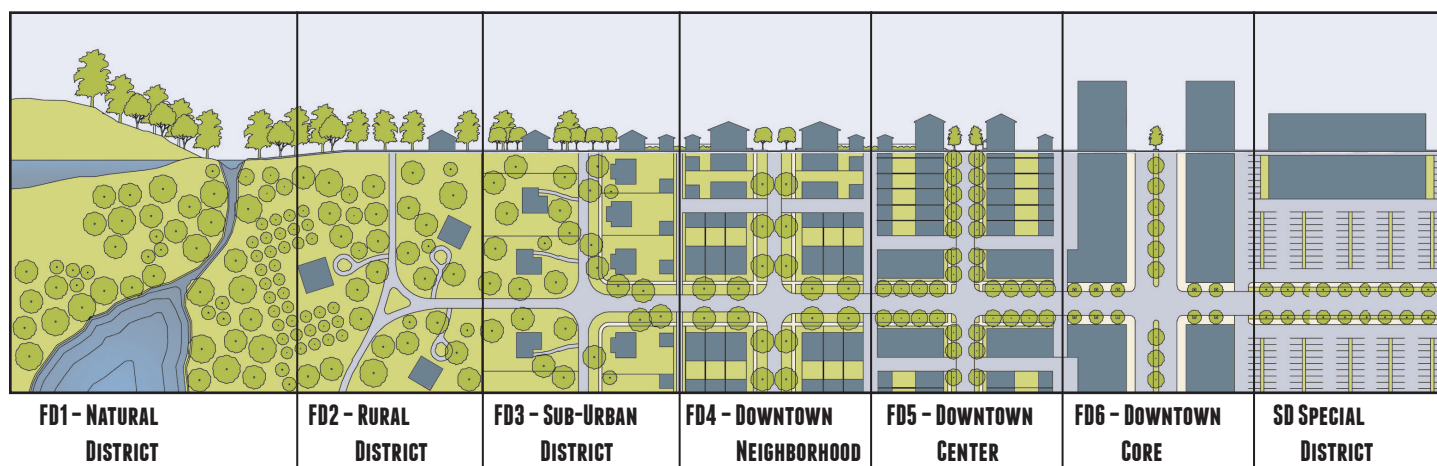 FD1 – Natural
District
FD2 – Rural
District
FD3 – Sub-Urban
District
FD4 – Downtown
Neighborhood
FD5 – Downtown
Center
FD6 – Downtown
Core
SD Special
District